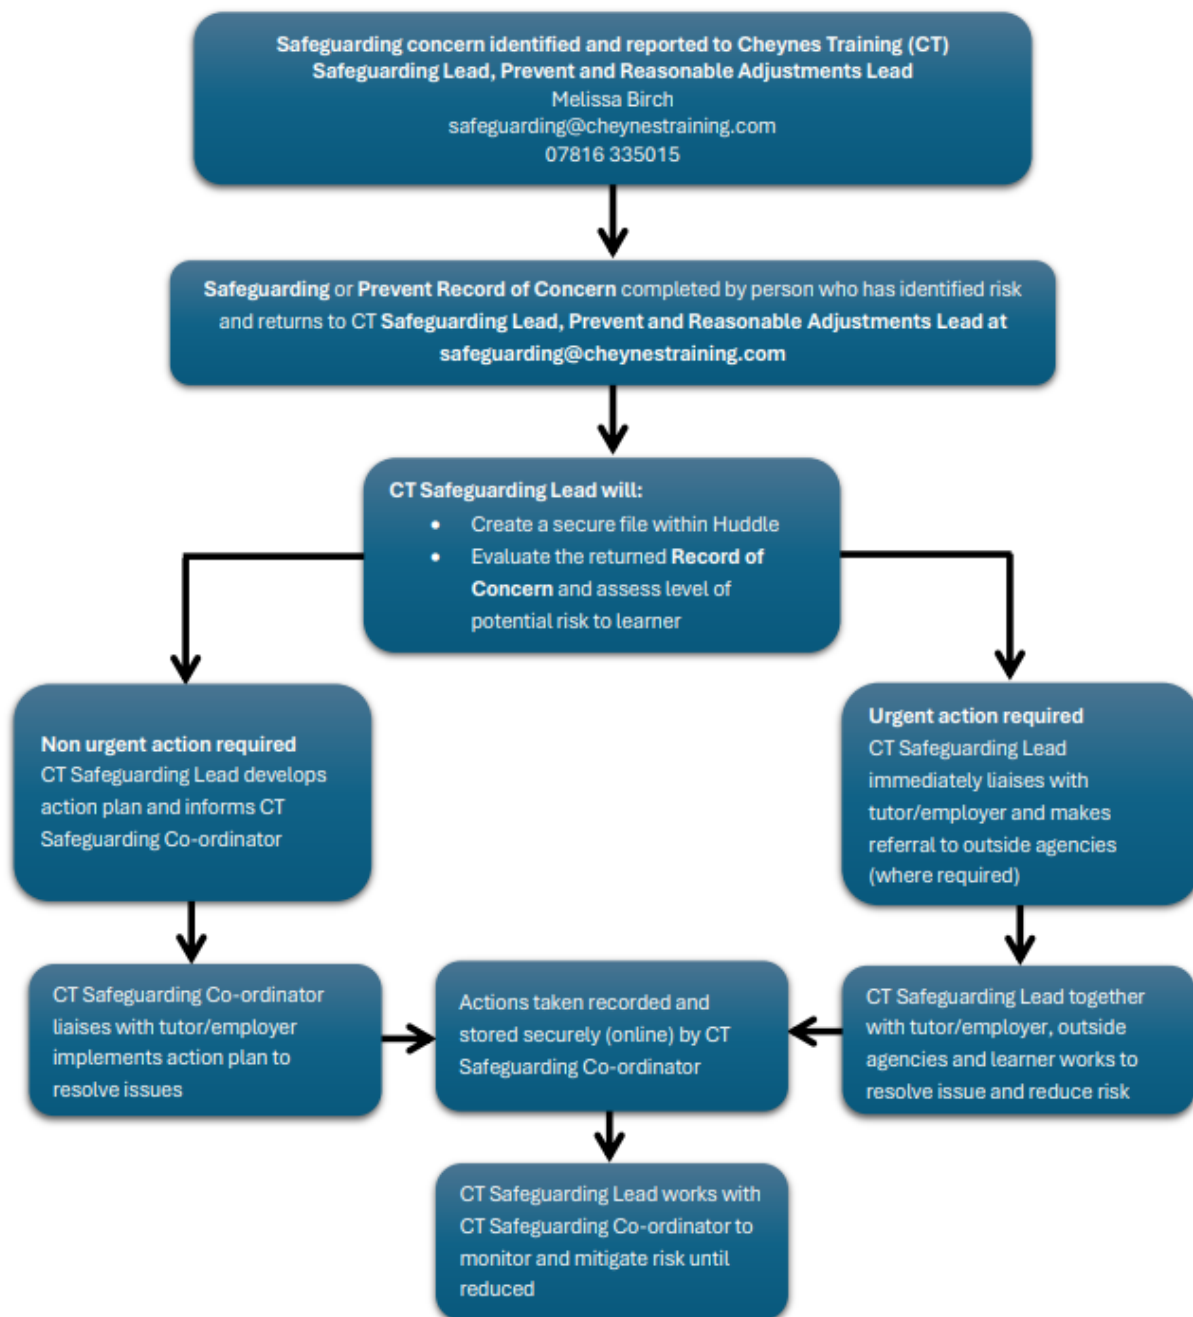 Safeguarding concern identified and reported to Cheynes Training (CT)
Safeguarding Lead, Prevent and Reasonable Adjustments Lead
Melissa Birch
safeguarding@cheynestraining.com
07816 335015
Safeguarding or Prevent Record of Concern completed by person who has identified risk
and returns to CT Safeguarding Lead, Prevent and Reasonable Adjustments Lead at
safeguarding@cheynestraining.com
CT Safeguarding Lead will:
• Create a secure file within Huddle
• Evaluate the returned Record of
Concern and assess level of
potential risk to learner
Non urgent action required
CT Safeguarding Lead develops
action plan and informs CT
Safeguarding Co-ordinator
Urgent action required
CT Safeguarding Lead
immediately liaises with
tutor/employer and makes
referral to outside agencies
(where required)
CT Safeguarding Co-ordinator
liaises with tutor/employer
implements action plan to
resolve issues
Actions taken recorded and
stored securely (online) by CT
Safeguarding Co-ordinator
CT Safeguarding Lead together
with tutor/employer, outside
agencies and learner works to
resolve issue and reduce risk
CT Safeguarding Lead works with
CT Safeguarding Co-ordinator to
monitor and mitigate risk until
reduced